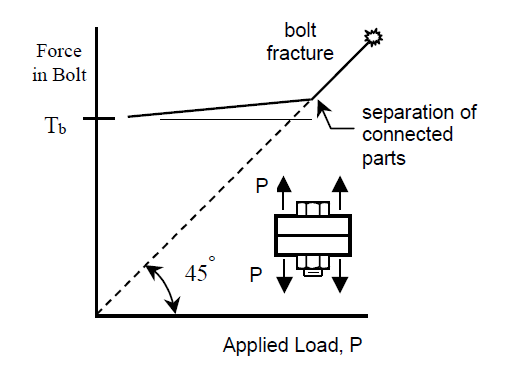 bolt
fracture
Force
in Bolt
Tb
separation of
connected
parts
P
45°
P
Applied Load, P